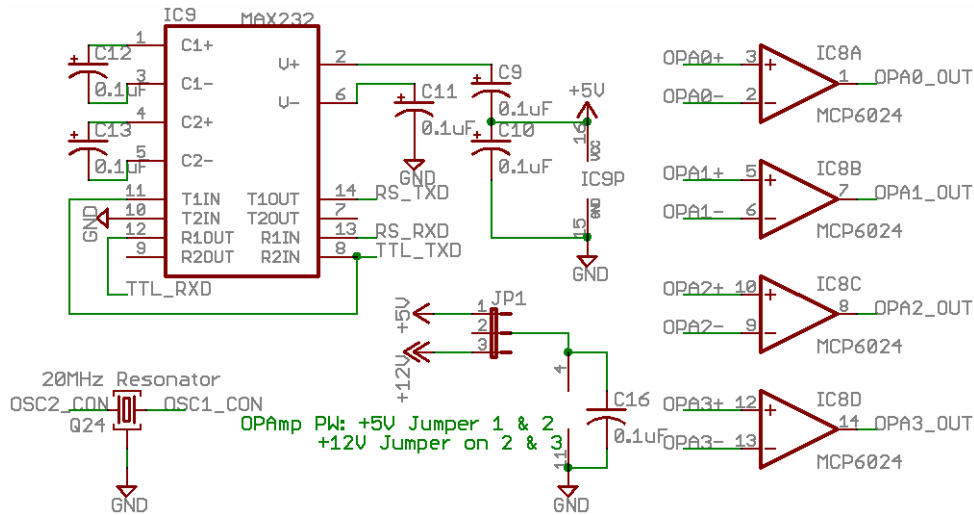 IC9 MAX232
1 C1+
C12
0.1uF
3 C1-
4 C2+
C13
0.1uF
5 C2-
11 T1IN
GND 10 T2IN
12 R1OUT
9 R2OUT
TTL_RXD
V+ 2
V- 6
T1OUT 14 RS_TXD
T2OUT 7
R1IN 13 RS_RXD
R2IN 8 TTL_TXD
C11
0.1uF
GND
C9
0.1uF
C10
0.1uF
+5V
16 VCC
IC9P
15 GND
GND
OPA0+ 3 IC8A
1 OPA0_OUT
OPA0- 2 MCP6024
OPA1+ 5 IC8B
7 OPA1_OUT
OPA1- 6 MCP6024
OPA2+ 10 IC8C
8 OPA2_OUT
OPA2- 9 MCP6024
OPA3+ 12 IC8D
14 OPA3_OUT
OPA3- 13 MCP6024
JP1
+5V 1
2
+12V 3
4
C16
0.1uF
11
GND
OPAmp PW: +5V Jumper 1 & 2
+12V Jumper on 2 & 3
20MHz Resonator
OSC2_CON OSC1_CON
Q24
GND